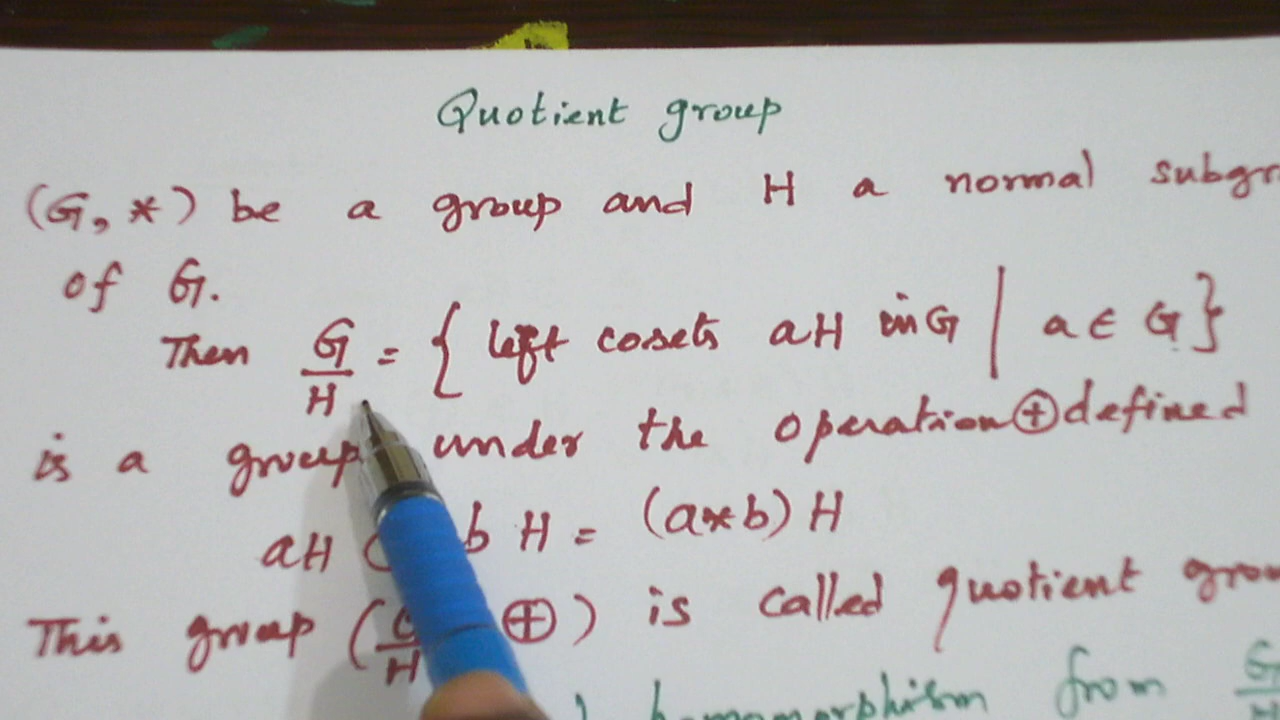 Quotient group
(G, *) be a group and H a normal subgr
of G.
Then G/H = { left cosets aH in G | a ∈ G }
is a group under the operation ⊕ defined
aH b H = (a*b) H
This group ( /H ⊕) is called quotient grou
homomorphism from G